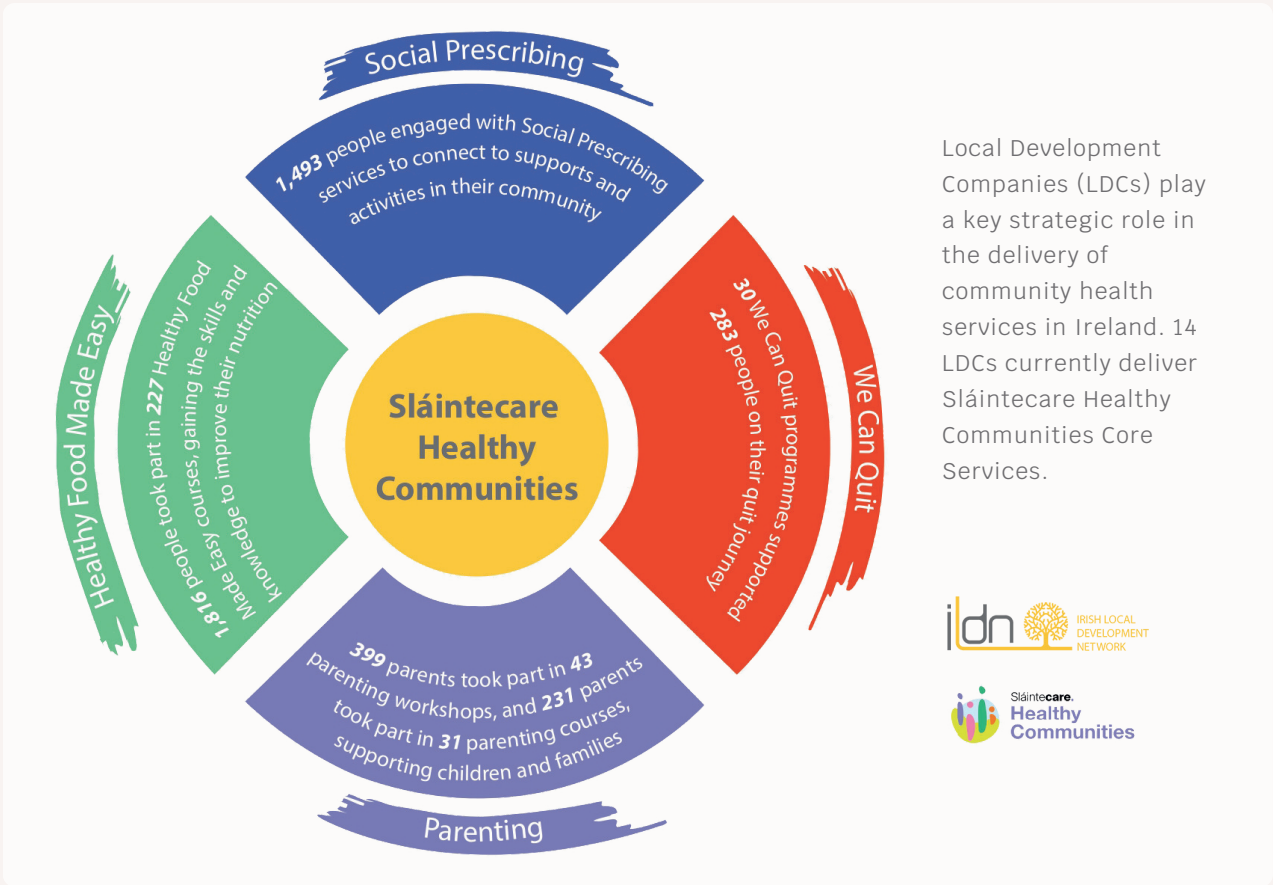 Social Prescribing
1,493 people engaged with Social Prescribing
services to connect to supports and
activities in their community
We Can Quit
30 We Can Quit programmes supported
283 people on their quit journey
Parenting
399 parents took part in 43
parenting workshops, and 231 parents
took part in 31 parenting courses,
supporting children and families
Healthy Food Made Easy
1,816 people took part in 227 Healthy Food
Made Easy courses, gaining the skills and
knowledge to improve their nutrition
Sláintecare
Healthy
Communities
Local Development
Companies (LDCs) play
a key strategic role in
the delivery of
community health
services in Ireland. 14
LDCs currently deliver
Sláintecare Healthy
Communities Core
Services.
ildn
IRISH LOCAL
DEVELOPMENT
NETWORK
Sláintecare.
Healthy
Communities